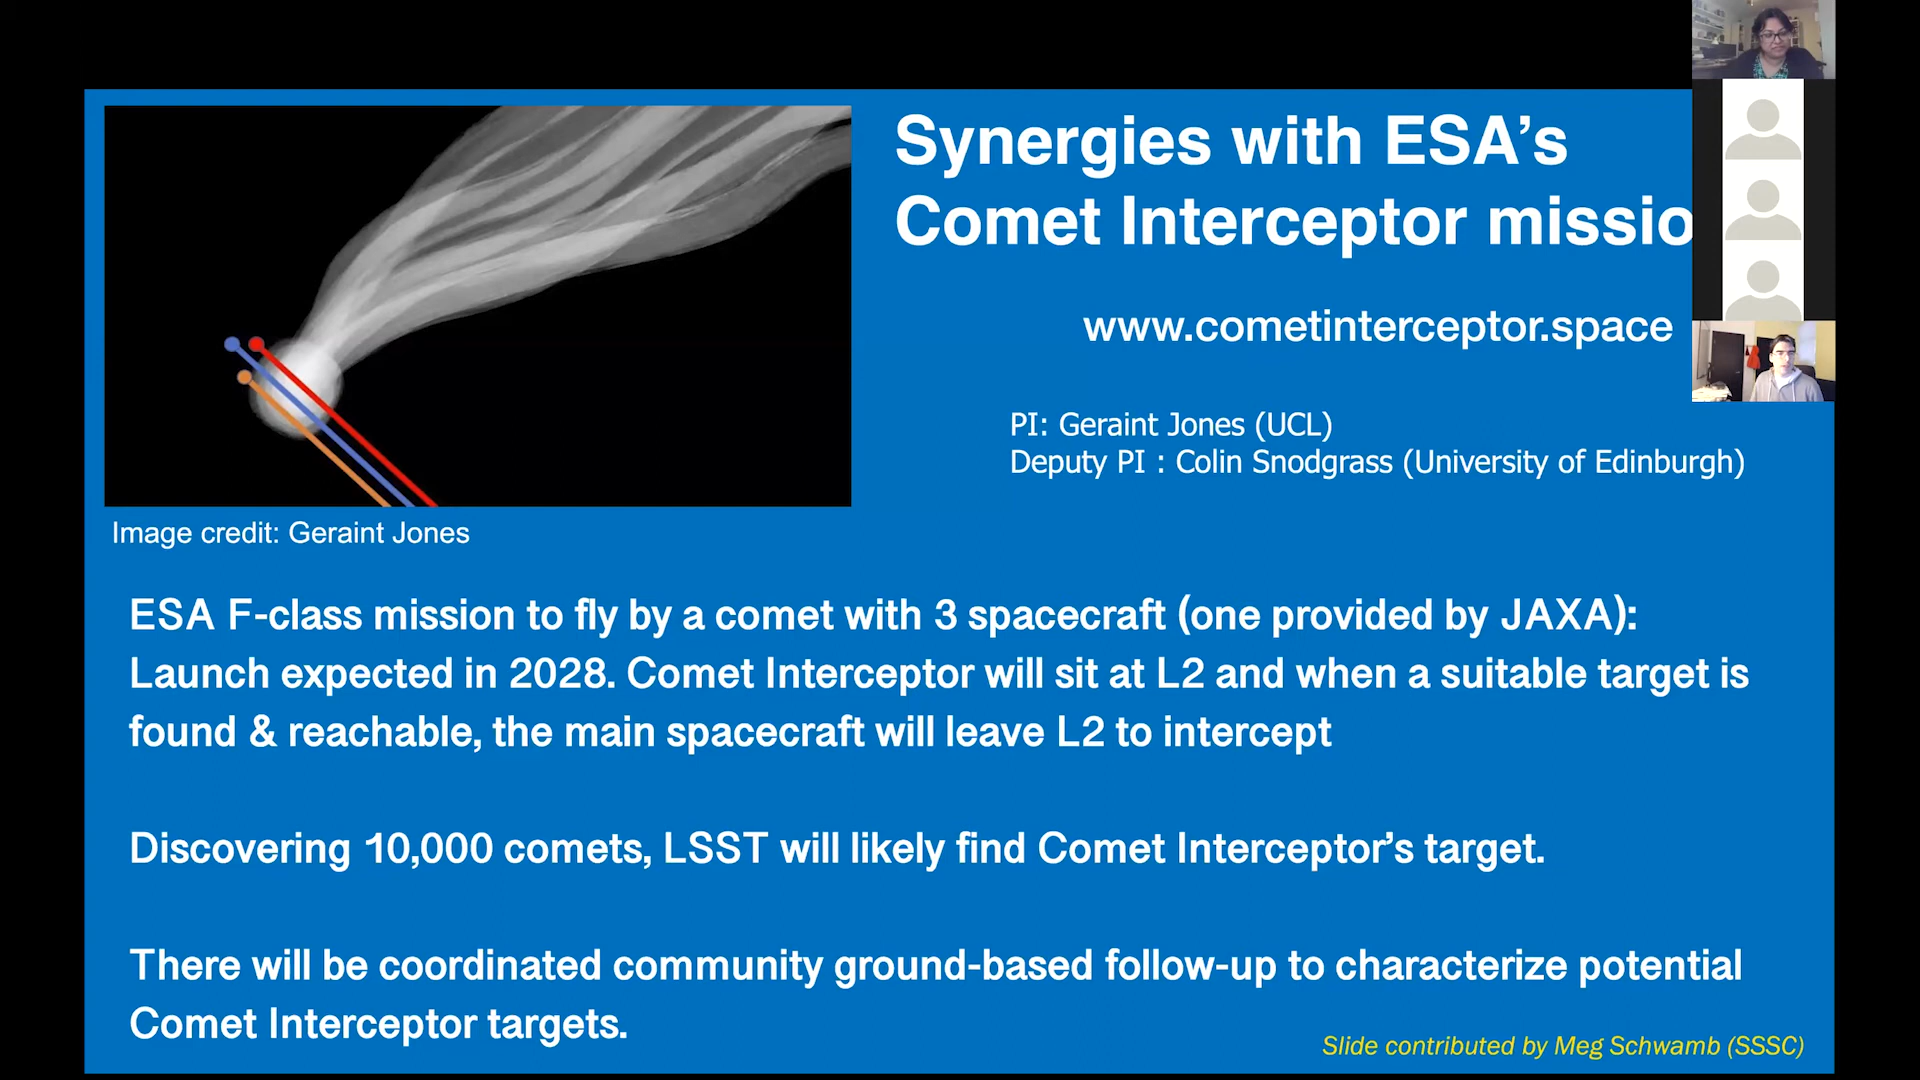 Synergies with ESA’s
Comet Interceptor missio
www.cometinterceptor.space
PI: Geraint Jones (UCL)
Deputy PI : Colin Snodgrass (University of Edinburgh)
Image credit: Geraint Jones
ESA F-class mission to fly by a comet with 3 spacecraft (one provided by JAXA):
Launch expected in 2028. Comet Interceptor will sit at L2 and when a suitable target is
found & reachable, the main spacecraft will leave L2 to intercept
Discovering 10,000 comets, LSST will likely find Comet Interceptor’s target.
There will be coordinated community ground-based follow-up to characterize potential
Comet Interceptor targets.
Slide contributed by Meg Schwamb (SSSC)